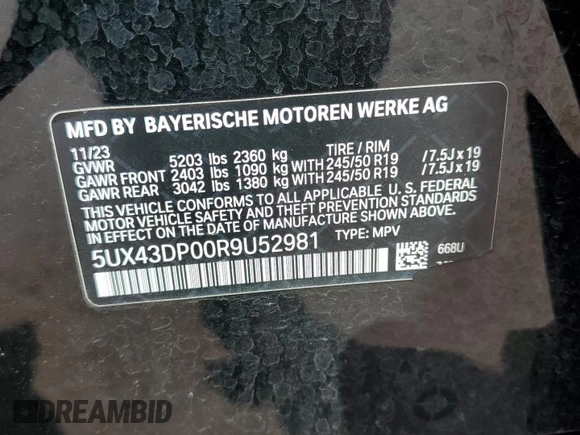 MFD BY BAYERISCHE MOTOREN WERKE AG
11/23 TIRE / RIM
GVWR 5203 lbs 2360 kg
GAWR FRONT 2403 lbs 1090 kg WITH 245/50 R19 / 7.5J x 19
GAWR REAR 3042 lbs 1380 kg WITH 245/50 R19 / 7.5J x 19
THIS VEHICLE CONFORMS TO ALL APPLICABLE U. S. FEDERAL
MOTOR VEHICLE SAFETY, AND THEFT PREVENTION STANDARDS
IN EFFECT ON THE DATE OF MANUFACTURE SHOWN ABOVE.
5UX43DP00R9U52981 TYPE: MPV
668U
DREAMBID